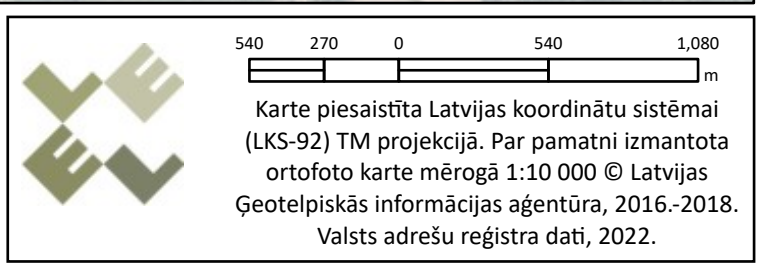 540 270 0 540 1,080
m
Karte piesaistīta Latvijas koordinātu sistēmai
(LKS-92) TM projekcijā. Par pamatni izmantota
ortofoto karte mērogā 1:10 000 © Latvijas
Ģeotelpiskās informācijas aģentūra, 2016.-2018.
Valsts adrešu reģistra dati, 2022.